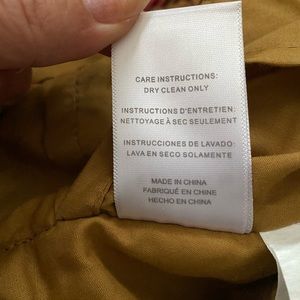 CARE INSTRUCTIONS:
DRY CLEAN ONLY
INSTRUCTIONS D'ENTRETIEN:
NETTOYAGE À SEC SEULEMENT
INSTRUCCIONES DE LAVADO:
LAVA EN SECO SOLAMENTE
MADE IN CHINA
FABRIQUÉ EN CHINE
HECHO EN CHINA